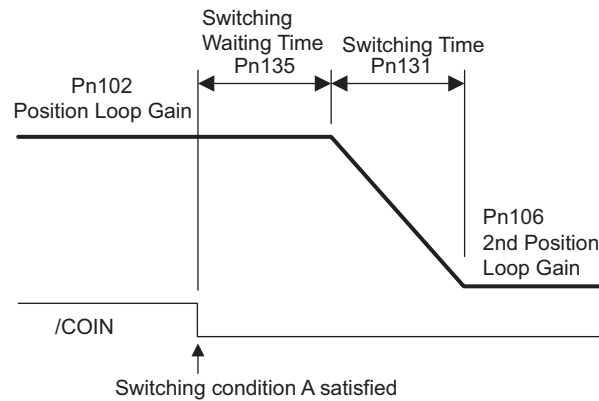 Switching
Waiting Time
Pn135
Switching Time
Pn131
Pn102
Position Loop Gain
Pn106
2nd Position
Loop Gain
/COIN
Switching condition A satisfied